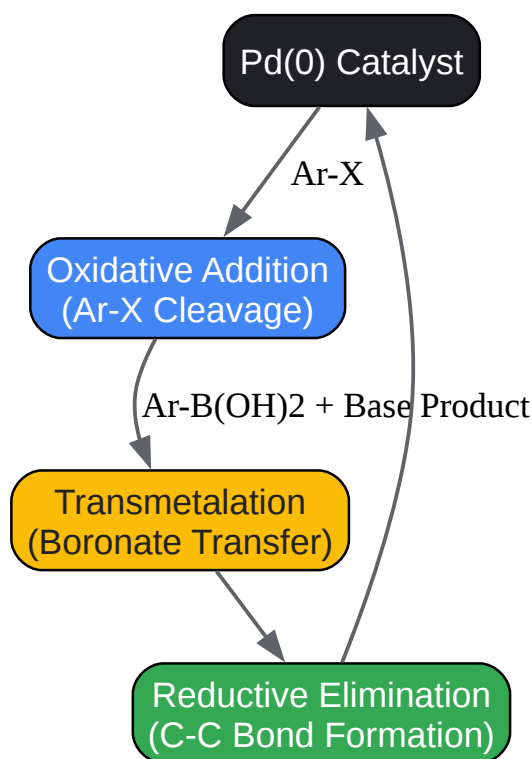 Pd(0) Catalyst
Ar-X
Oxidative Addition
(Ar-X Cleavage)
Ar-B(OH)2 + Base Product
Transmetalation
(Boronate Transfer)
Reductive Elimination
(C-C Bond Formation)